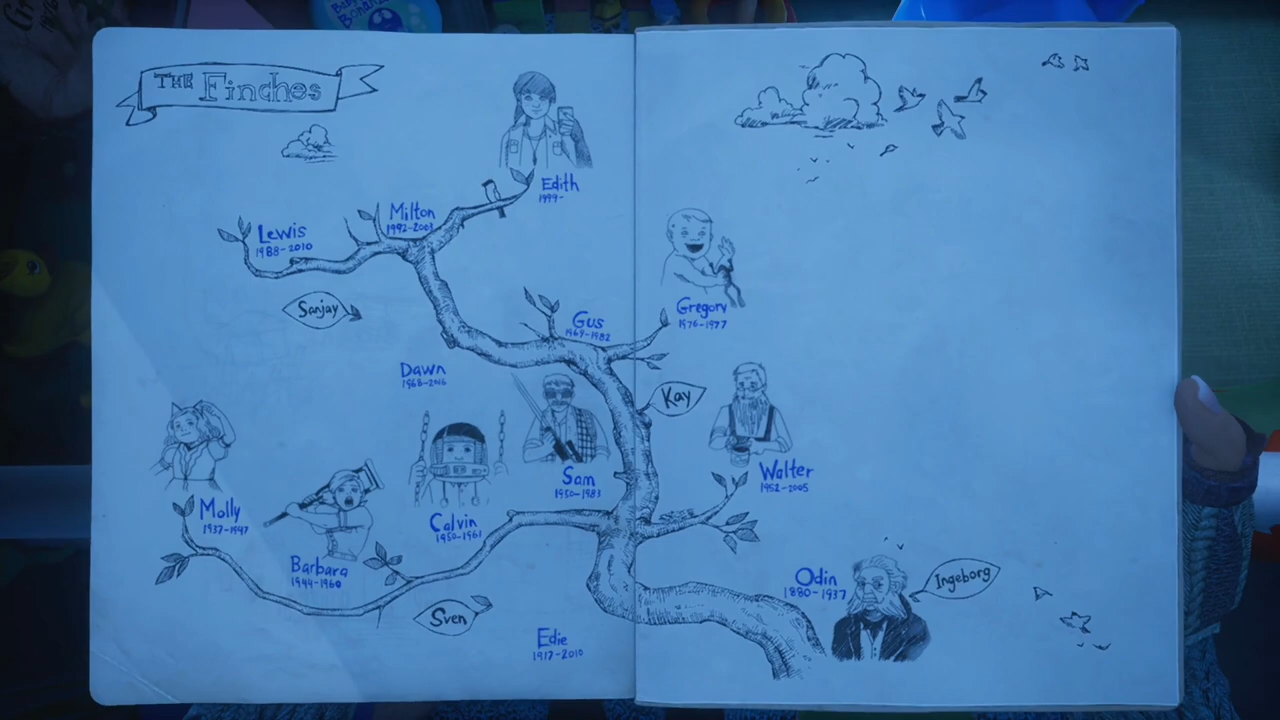 THE Finches
Edith
1999-
Milton
1992-2003
Lewis
1988-2010
Sanjay
Gregory
1976-1977
Gus
1969-1982
Dawn
1968-2016
Kay
Sam
1950-1983
Walter
1952-2005
Molly
1937-1947
Calvin
1950-1961
Barbara
1944-1960
Odin
1880-1937
Ingeborg
Sven
Edie
1917-2010